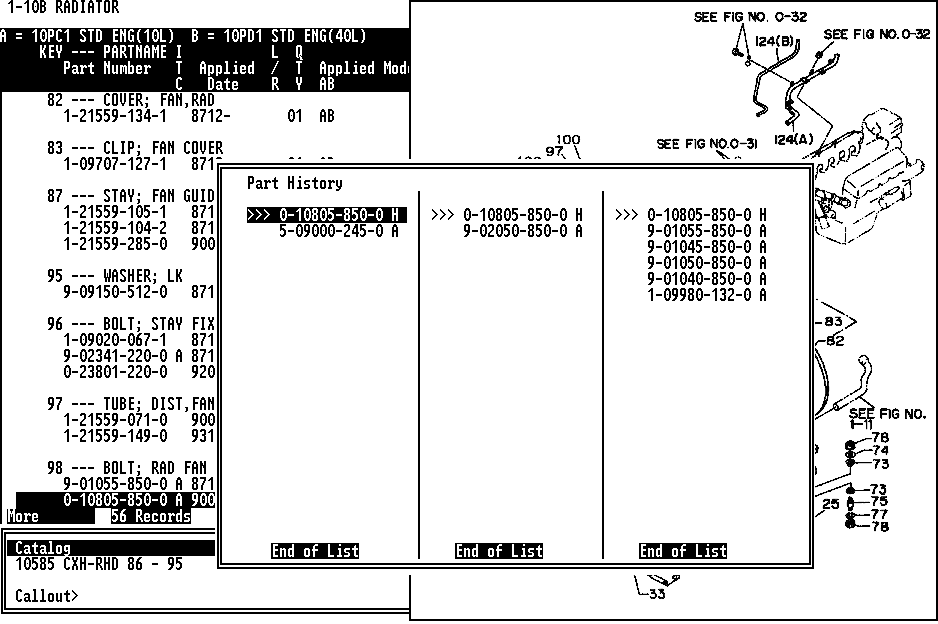 1-10B RADIATOR
A = 10PC1 STD ENG(10L)  B = 10PD1 STD ENG(40L)
KEY --- PARTNAME I L Q
Part Number T Applied / T Applied Mode
C Date R Y AB
82 --- COVER; FAN,RAD
1-21559-134-1 8712- 01 AB
83 --- CLIP; FAN COVER
1-09707-127-1 871
87 --- STAY; FAN GUID
1-21559-105-1 871
1-21559-104-2 871
1-21559-285-0 900
95 --- WASHER; LK
9-09150-512-0 871
96 --- BOLT; STAY FIX
1-09020-067-1 871
9-02341-220-0 A 871
0-23801-220-0 920
97 --- TUBE; DIST,FAN
1-21559-071-0 900
1-21559-149-0 931
98 --- BOLT; RAD FAN
9-01055-850-0 A 871
0-10805-850-0 A 900
More 56 Records
Catalog
10585 CXH-RHD 86 - 95
Callout>
Part History
>>> 0-10805-850-0 H
5-09000-245-0 A
End of List
>>> 0-10805-850-0 H
9-02050-850-0 A
End of List
>>> 0-10805-850-0 H
9-01055-850-0 A
9-01045-850-0 A
9-01050-850-0 A
9-01040-850-0 A
1-09980-132-0 A
End of List
SEE FIG NO. 0-32
SEE FIG NO.0-32
124(B)
124(A)
SEE FIG NO.0-31
100
97
83
82
SEE FIG NO.
1-11
78
74
73
73
75
77
78
25
33